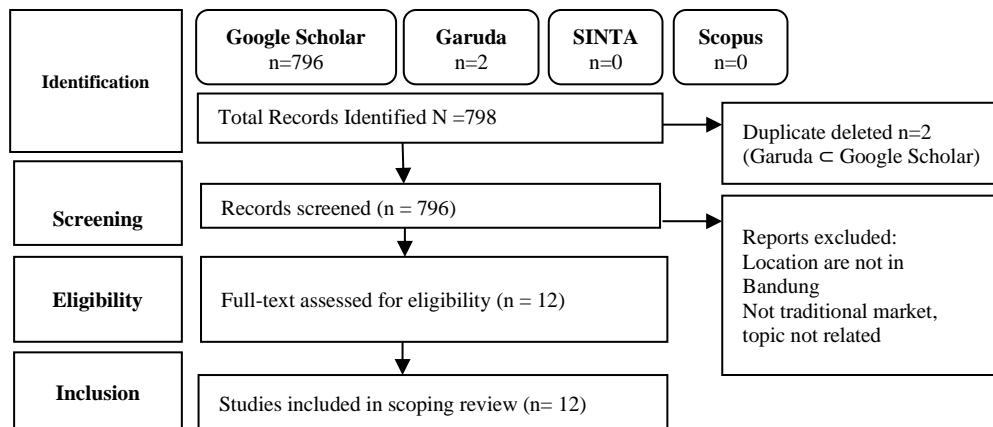 Identification
Google Scholar
n=796
Garuda
n=2
SINTA
n=0
Scopus
n=0
Total Records Identified N =798
Duplicate deleted n=2
(Garuda ⊂ Google Scholar)
Screening
Records screened (n = 796)
Reports excluded:
Location are not in
Bandung
Not traditional market,
topic not related
Eligibility
Full-text assessed for eligibility (n = 12)
Inclusion
Studies included in scoping review (n= 12)